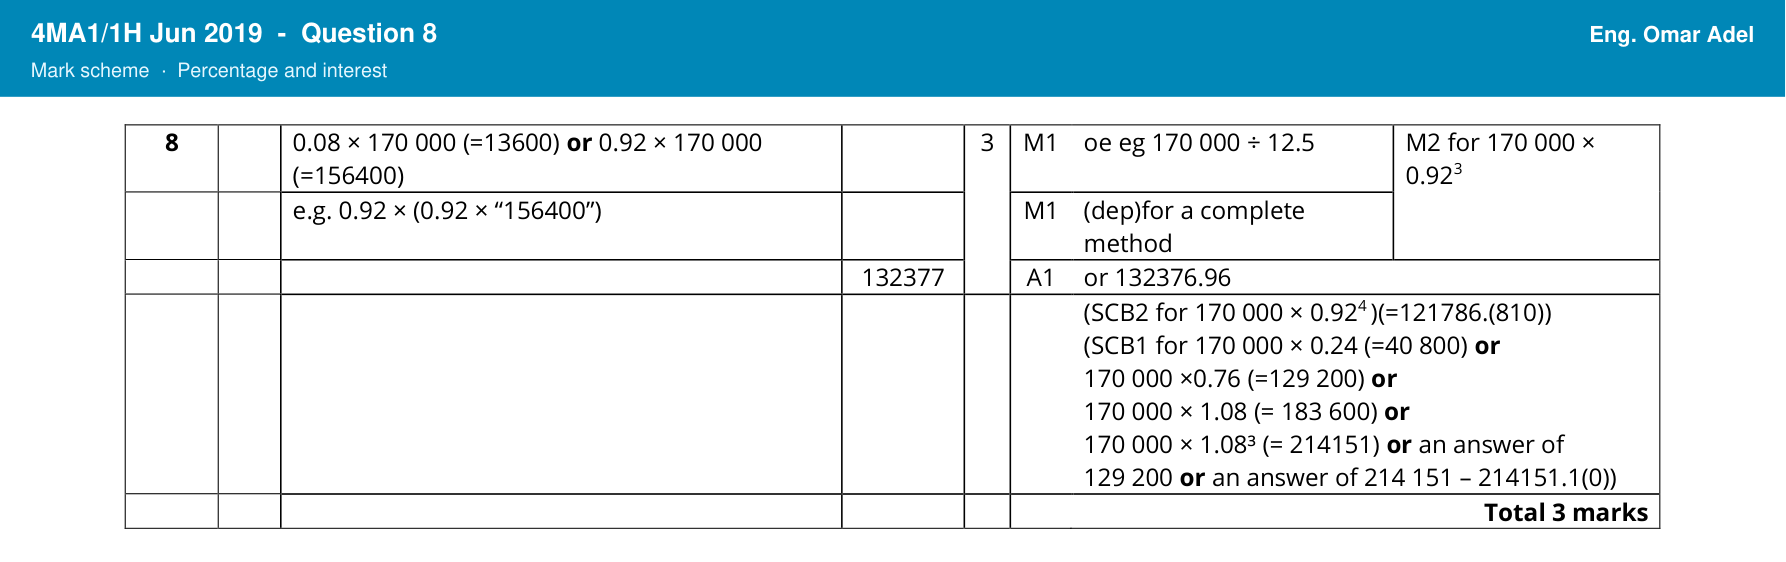 4MA1/1H Jun 2019 - Question 8
Eng. Omar Adel
Mark scheme · Percentage and interest
8
0.08 × 170 000 (=13600) or 0.92 × 170 000
(=156400)
3
M1 oe eg 170 000 ÷ 12.5
M2 for 170 000 ×
0.92³
e.g. 0.92 × (0.92 × “156400”)
M1 (dep)for a complete
method
132377
A1 or 132376.96
(SCB2 for 170 000 × 0.92⁴ )(=121786.(810))
(SCB1 for 170 000 × 0.24 (=40 800) or
170 000 ×0.76 (=129 200) or
170 000 × 1.08 (= 183 600) or
170 000 × 1.08³ (= 214151) or an answer of
129 200 or an answer of 214 151 – 214151.1(0))
Total 3 marks